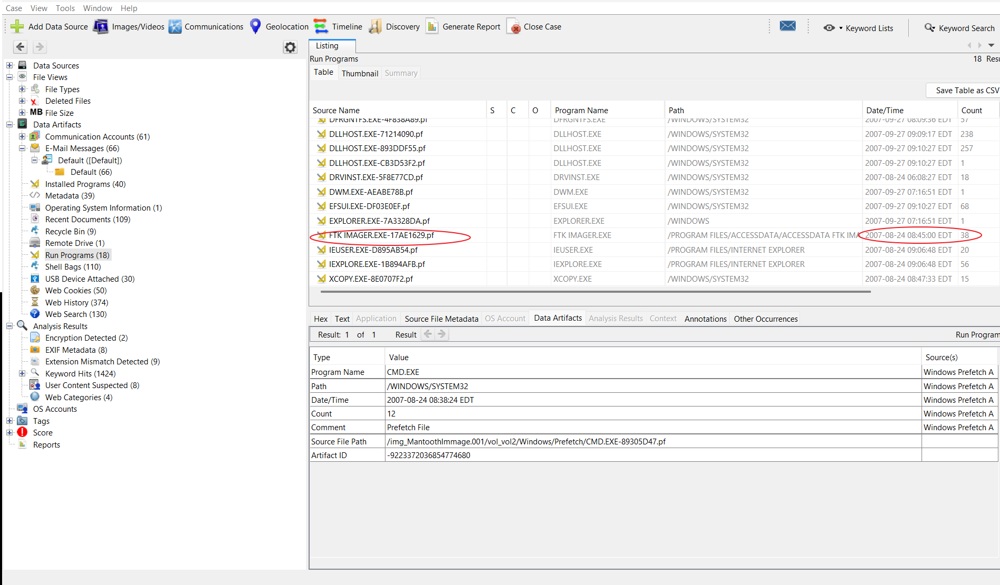 Case View Tools Window Help
Add Data Source Images/Videos Communications Geolocation Timeline Discovery Generate Report Close Case Keyword Lists Keyword Search
Listing
Run Programs 18 Resu
Table Thumbnail Summary
Save Table as CSV
Source Name S C O Program Name Path Date/Time Count
DFRGNTFS.EXE-4F838A89.pf DFRGNTFS.EXE /WINDOWS/SYSTEM32 2007-09-27 08:09:36 EDT 57
DLLHOST.EXE-71214090.pf DLLHOST.EXE /WINDOWS/SYSTEM32 2007-09-27 09:09:17 EDT 238
DLLHOST.EXE-893DDF55.pf DLLHOST.EXE /WINDOWS/SYSTEM32 2007-09-27 09:10:27 EDT 257
DLLHOST.EXE-CB3D53F2.pf DLLHOST.EXE /WINDOWS/SYSTEM32 2007-09-27 09:10:27 EDT 1
DRVINST.EXE-5F8E77CD.pf DRVINST.EXE /WINDOWS/SYSTEM32 2007-08-24 06:08:27 EDT 18
DWM.EXE-AEABE78B.pf DWM.EXE /WINDOWS/SYSTEM32 2007-09-27 07:16:51 EDT 1
EFSUI.EXE-DF03E0EF.pf EFSUI.EXE /WINDOWS/SYSTEM32 2007-09-27 09:10:27 EDT 68
EXPLORER.EXE-7A3328DA.pf EXPLORER.EXE /WINDOWS 2007-09-27 07:16:51 EDT 1
FTK IMAGER.EXE-17AE1629.pf FTK IMAGER.EXE /PROGRAM FILES/ACCESSDATA/ACCESSDATA FTK IMA 2007-08-24 08:45:00 EDT 38
IEUSER.EXE-D895AB54.pf IEUSER.EXE /PROGRAM FILES/INTERNET EXPLORER 2007-08-24 09:06:48 EDT 20
IEXPLORE.EXE-1B894AFB.pf IEXPLORE.EXE /PROGRAM FILES/INTERNET EXPLORER 2007-08-24 09:06:48 EDT 56
XCOPY.EXE-8E0707F2.pf XCOPY.EXE /WINDOWS/SYSTEM32 2007-08-24 08:47:33 EDT 15
Data Sources
File Views
File Types
Deleted Files
MB File Size
Data Artifacts
Communication Accounts (61)
E-Mail Messages (66)
Default ([Default])
Default (66)
Installed Programs (40)
Metadata (39)
Operating System Information (1)
Recent Documents (109)
Recycle Bin (9)
Remote Drive (1)
Run Programs (18)
Shell Bags (110)
USB Device Attached (30)
Web Cookies (50)
Web History (374)
Web Search (130)
Analysis Results
Encryption Detected (2)
EXIF Metadata (8)
Extension Mismatch Detected (9)
Keyword Hits (1424)
User Content Suspected (8)
Web Categories (4)
OS Accounts
Tags
Score
Reports
Hex Text Application Source File Metadata OS Account Data Artifacts Analysis Results Context Annotations Other Occurrences
Result: 1 of 1 Result Run Program
Type Value Source(s)
Program Name CMD.EXE Windows Prefetch A
Path /WINDOWS/SYSTEM32 Windows Prefetch A
Date/Time 2007-08-24 08:38:24 EDT Windows Prefetch A
Count 12 Windows Prefetch A
Comment Prefetch File Windows Prefetch A
Source File Path /img_MantoothImmage.001/vol_vol2/Windows/Prefetch/CMD.EXE-89305D47.pf
Artifact ID -9223372036854774680